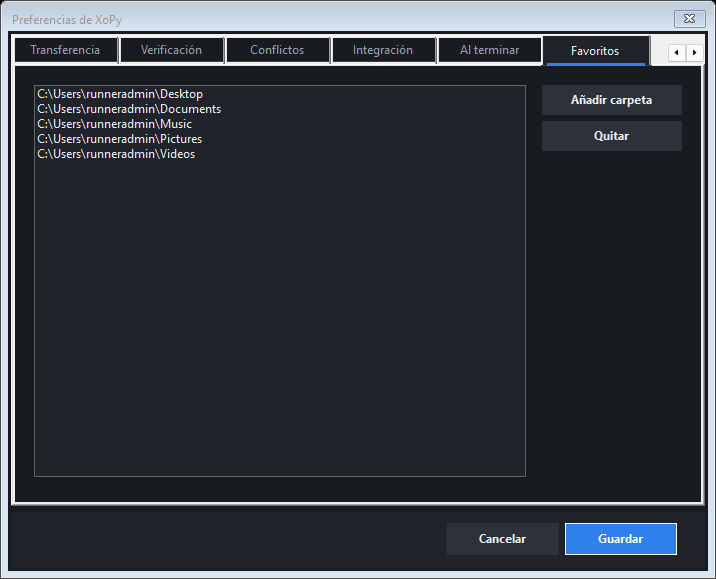 Preferencias de XoPy
Transferencia
Verificación
Conflictos
Integración
Al terminar
Favoritos
C:\Users\runneradmin\Desktop
C:\Users\runneradmin\Documents
C:\Users\runneradmin\Music
C:\Users\runneradmin\Pictures
C:\Users\runneradmin\Videos
Añadir carpeta
Quitar
Cancelar
Guardar